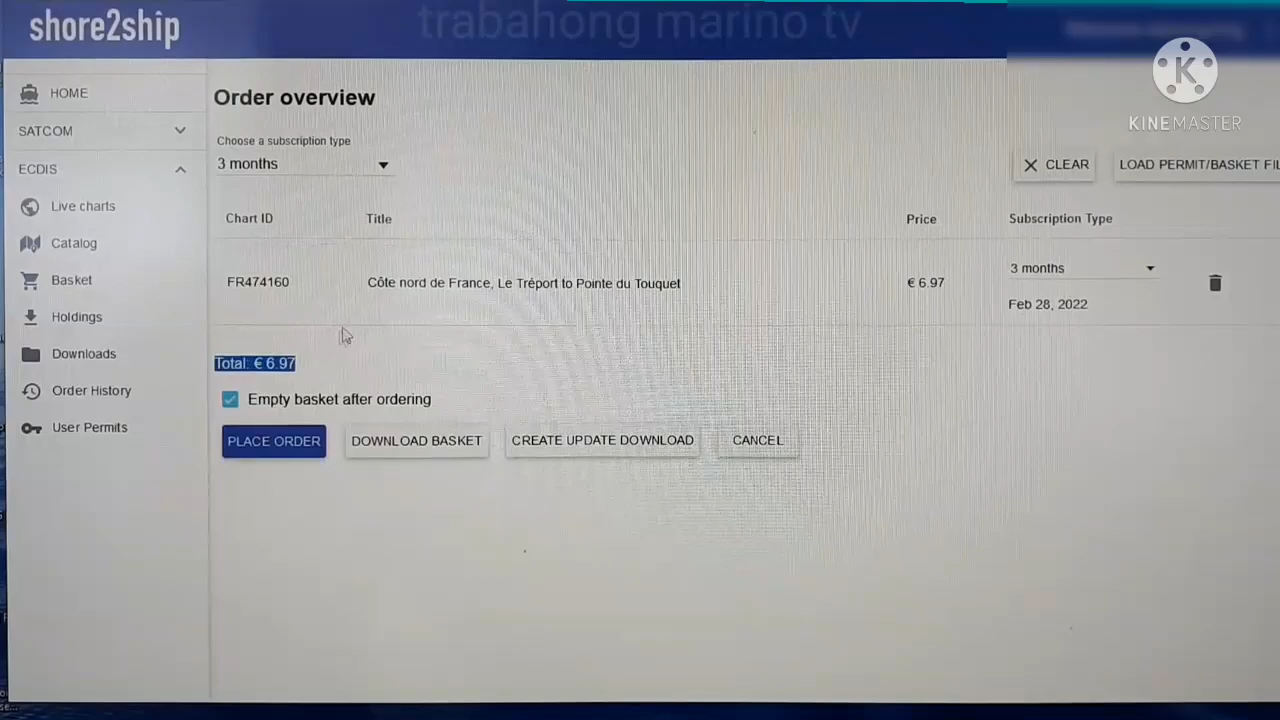 shore2ship
trabahong marino tv
KINEMASTER
HOME
SATCOM
ECDIS
Live charts
Catalog
Basket
Holdings
Downloads
Order History
User Permits
Order overview
Choose a subscription type
3 months
CLEAR
LOAD PERMIT/BASKET FIL
Chart ID Title Price Subscription Type
FR474160 Côte nord de France, Le Tréport to Pointe du Touquet € 6.97 3 months
Feb 28, 2022
Total: € 6.97
Empty basket after ordering
PLACE ORDER DOWNLOAD BASKET CREATE UPDATE DOWNLOAD CANCEL